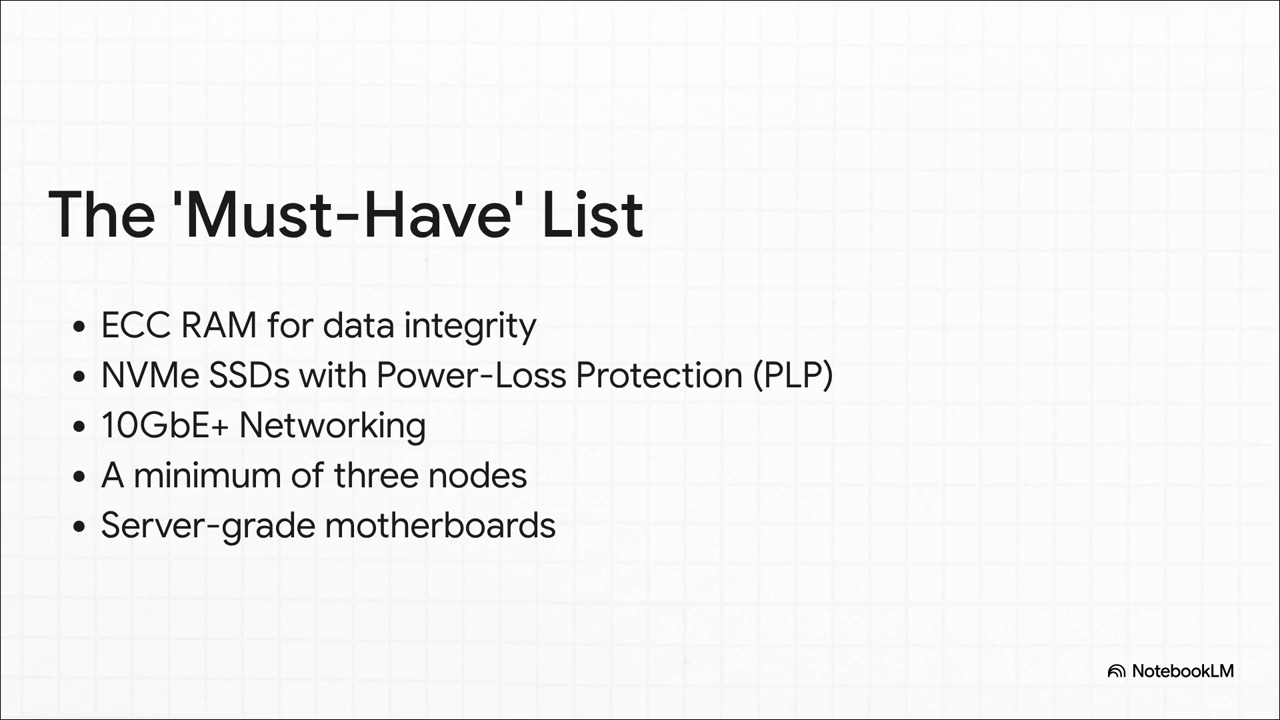 The 'Must-Have' List
• ECC RAM for data integrity
• NVMe SSDs with Power-Loss Protection (PLP)
• 10GbE+ Networking
• A minimum of three nodes
• Server-grade motherboards
NotebookLM